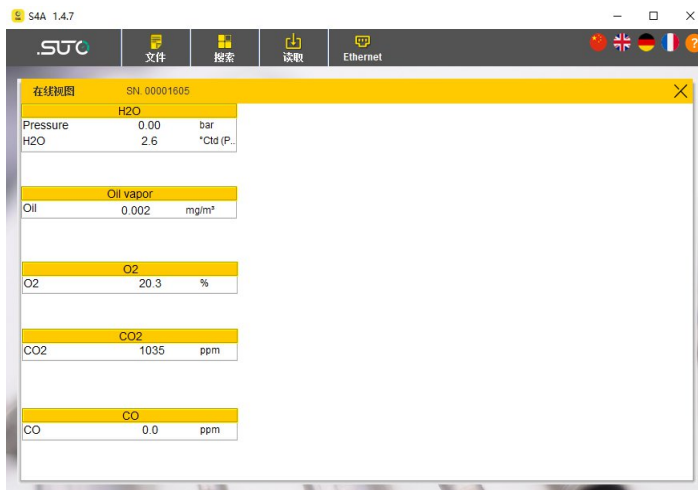 S4A 1.4.7
SUTO
文件
搜索
读取
Ethernet
?
在线视图 SN. 00001605
H2O
Pressure 0.00 bar
H2O 2.6 °Ctd (P..
Oil vapor
Oil 0.002 mg/m³
O2
O2 20.3 %
CO2
CO2 1035 ppm
CO
CO 0.0 ppm